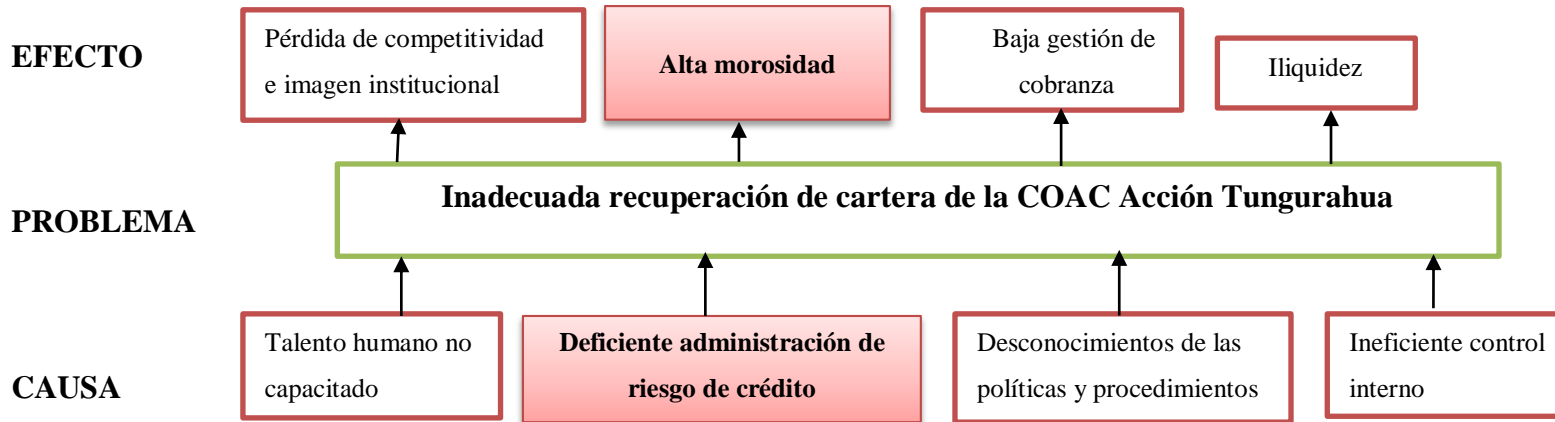 EFECTO
Pérdida de competitividad
e imagen institucional
Alta morosidad
Baja gestión de
cobranza
Iliquidez
PROBLEMA
Inadecuada recuperación de cartera de la COAC Acción Tungurahua
CAUSA
Talento humano no
capacitado
Deficiente administración de
riesgo de crédito
Desconocimientos de las
políticas y procedimientos
Ineficiente control
interno